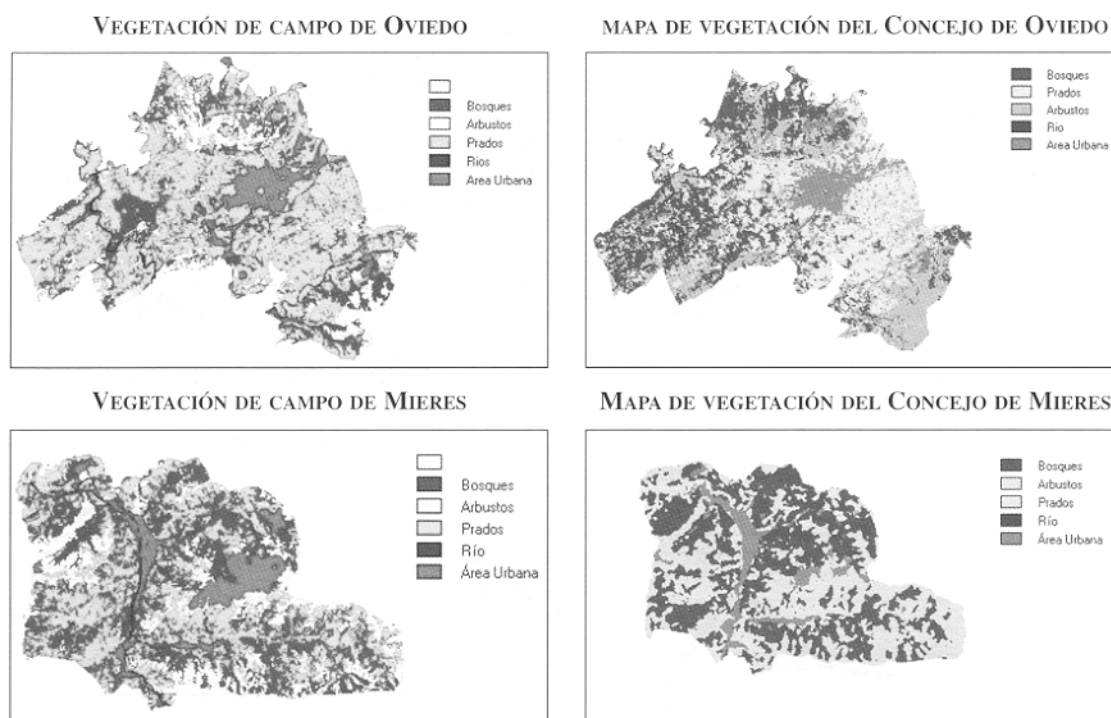 VEGETACIÓN DE CAMPO DE OVIEDO
Bosques
Arbustos
Prados
Rios
Area Urbana
MAPA DE VEGETACIÓN DEL CONCEJO DE OVIEDO
Bosques
Prados
Arbustos
Rio
Area Urbana
VEGETACIÓN DE CAMPO DE MIERES
Bosques
Arbustos
Prados
Río
Área Urbana
MAPA DE VEGETACIÓN DEL CONCEJO DE MIERES
Bosques
Arbustos
Prados
Río
Área Urbana